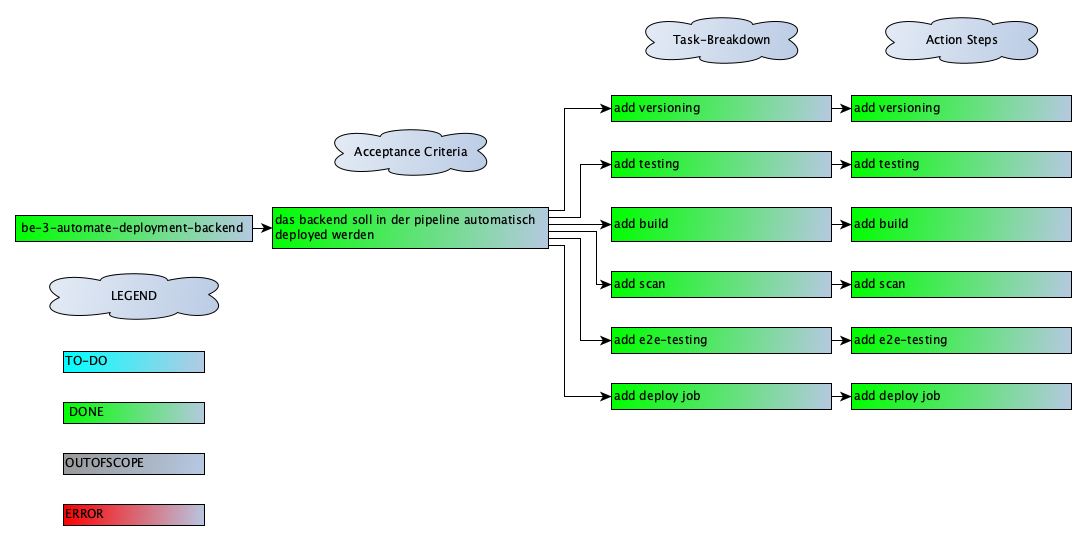 Task-Breakdown
Action Steps
add versioning
add versioning
Acceptance Criteria
add testing
add testing
be-3-automate-deployment-backend
das backend soll in der pipeline automatisch
deployed werden
add build
add build
add scan
add scan
LEGEND
add e2e-testing
add e2e-testing
TO-DO
add deploy job
add deploy job
DONE
OUTOFSCOPE
ERROR